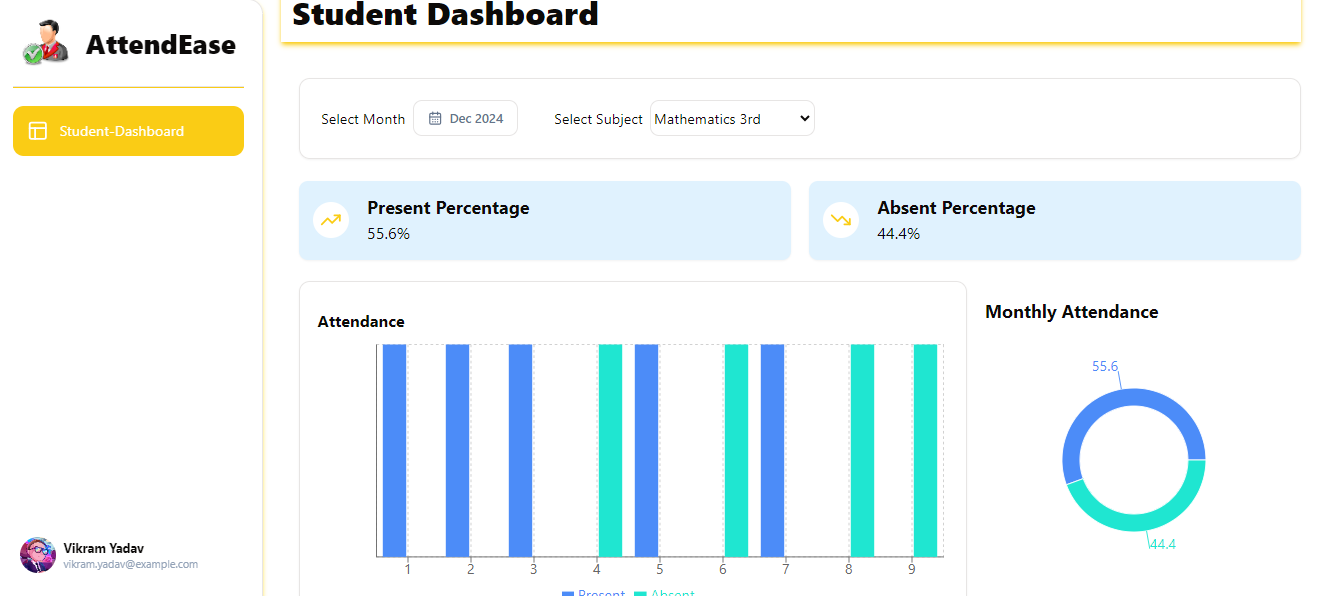 AttendEase
Student-Dashboard
Vikram Yadav
vikram.yadav@example.com
Student Dashboard
Select Month Dec 2024 Select Subject Mathematics 3rd
Present Percentage
55.6%
Absent Percentage
44.4%
Attendance
1 2 3 4 5 6 7 8 9
Present Absent
Monthly Attendance
55.6
44.4